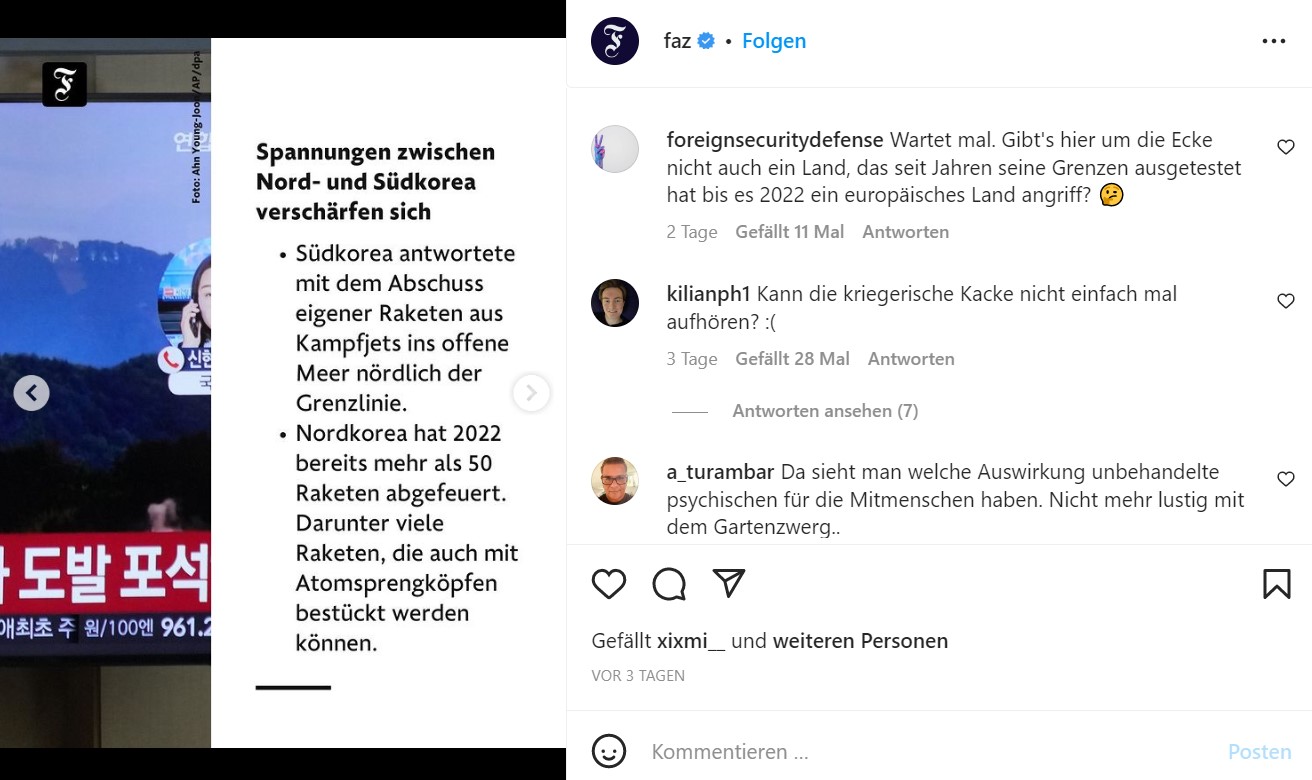 Foto: Ahn Young-Joon/AP/dpa
신현
국
도발 포석
애최초 주 원/100엔 961.2
Spannungen zwischen
Nord- und Südkorea
verschärfen sich
• Südkorea antwortete
mit dem Abschuss
eigener Raketen aus
Kampfjets ins offene
Meer nördlich der
Grenzlinie.
• Nordkorea hat 2022
bereits mehr als 50
Raketen abgefeuert.
Darunter viele
Raketen, die auch mit
Atomsprengköpfen
bestückt werden
können.
faz • Folgen
foreignsecuritydefense Wartet mal. Gibt's hier um die Ecke
nicht auch ein Land, das seit Jahren seine Grenzen ausgetestet
hat bis es 2022 ein europäisches Land angriff? 🤔
2 Tage Gefällt 11 Mal Antworten
kilianph1 Kann die kriegerische Kacke nicht einfach mal
aufhören? :(
3 Tage Gefällt 28 Mal Antworten
Antworten ansehen (7)
a_turambar Da sieht man welche Auswirkung unbehandelte
psychischen für die Mitmenschen haben. Nicht mehr lustig mit
dem Gartenzwerg..
Gefällt xixmi__ und weiteren Personen
VOR 3 TAGEN
Kommentieren ...
Posten